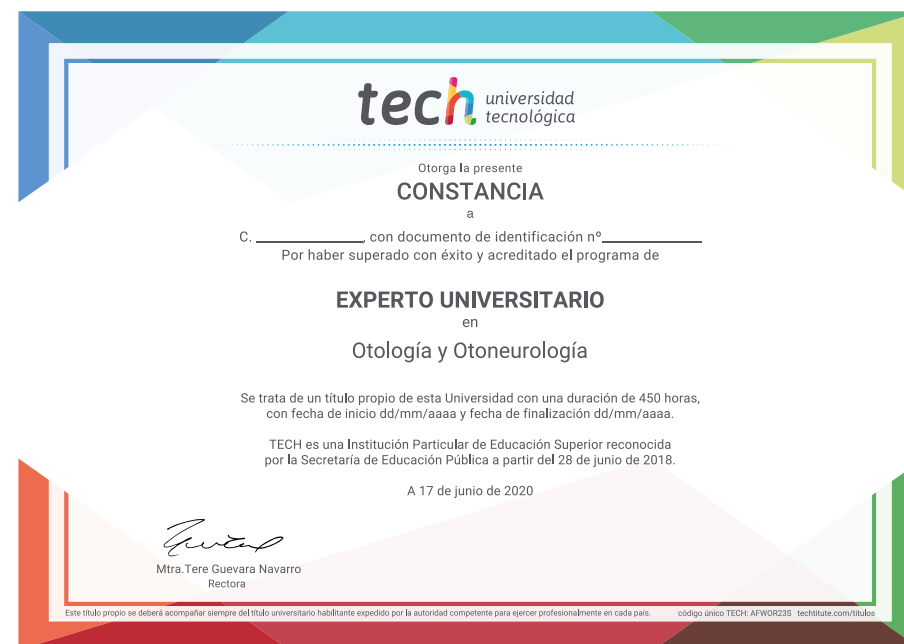 tech universidad
tecnológica
Otorga la presente
CONSTANCIA
a
C. ____________, con documento de identificación nº____________
Por haber superado con éxito y acreditado el programa de
EXPERTO UNIVERSITARIO
en
Otología y Otoneurología
Se trata de un título propio de esta Universidad con una duración de 450 horas,
con fecha de inicio dd/mm/aaaa y fecha de finalización dd/mm/aaaa.
TECH es una Institución Particular de Educación Superior reconocida
por la Secretaría de Educación Pública a partir del 28 de junio de 2018.
A 17 de junio de 2020
Mtra.Tere Guevara Navarro
Rectora
Este título propio se deberá acompañar siempre del título universitario habilitante expedido por la autoridad competente para ejercer profesionalmente en cada país. código único TECH: AFWOR23S techtitute.com/titulos